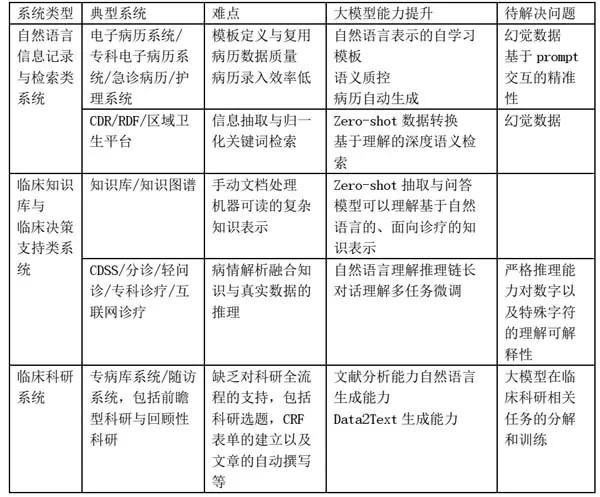 系统类型 典型系统 难点 大模型能力提升 待解决问题
自然语言
信息记录
与检索类
系统
电子病历系统/
专科电子病历系
统/急诊病历/护
理系统
模板定义与复用
病历数据质量
病历录入效率低
自然语言表示的自学习
模板
语义质控
病历自动生成
幻觉数据
基于 prompt
交互的精准
性
CDR/RDF/区域卫
生平台
信息抽取与归一
化关键词检索
Zero-shot 数据转换
基于理解的深度语义检
索
幻觉数据
临床知识
库与
临床决策
支持类系
统
知识库/知识图谱
手动文档处理
机器可读的复杂
知识表示
Zero-shot 抽取与问答
模型可以理解基于自然
语言的、面向诊疗的知
识表示
CDSS/分诊/轻问
诊/专科诊疗/互
联网诊疗
病情解析融合知
识与真实数据的
推理
自然语言理解推理链长
对话理解多任务微调
严格推理能
力对数字以
及特殊字符
的理解可解
释性
临床科研
系统
专病库系统/随访
系统，包括前瞻
型科研与回顾性
科研
缺乏对科研全流
程的支持，包括
科研选题，CRF
表单的建立以及
文章的自动撰写
等
文献分析能力自然语言
生成能力
Data2Text 生成能力
大模型在临
床科研相关
任务的分解
和训练